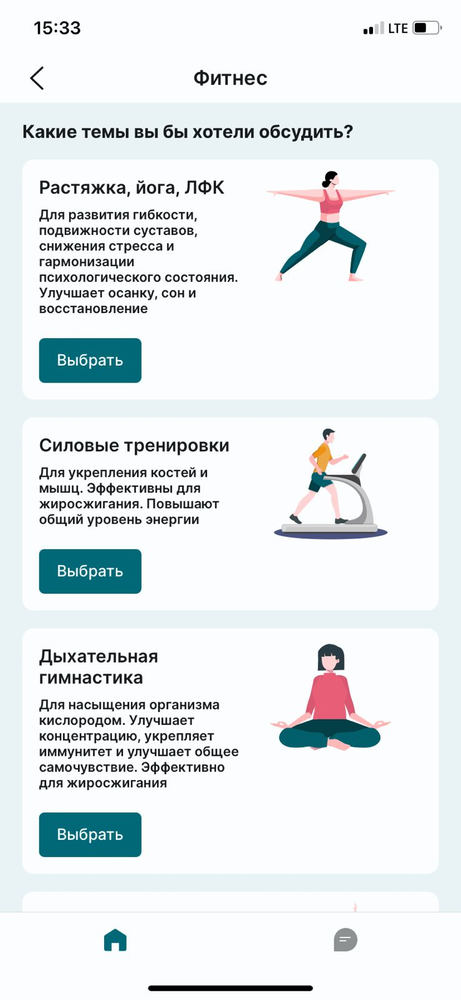 15:33
LTE
Фитнес
Какие темы вы бы хотели обсудить?
Растяжка, йога, ЛФК
Для развития гибкости,
подвижности суставов,
снижения стресса и
гармонизации
психологического состояния.
Улучшает осанку, сон и
восстановление
Выбрать
Силовые тренировки
Для укрепления костей и
мышц. Эффективны для
жиросжигания. Повышают
общий уровень энергии
Выбрать
Дыхательная
гимнастика
Для насыщения организма
кислородом. Улучшает
концентрацию, укрепляет
иммунитет и улучшает общее
самочувствие. Эффективно
для жиросжигания
Выбрать